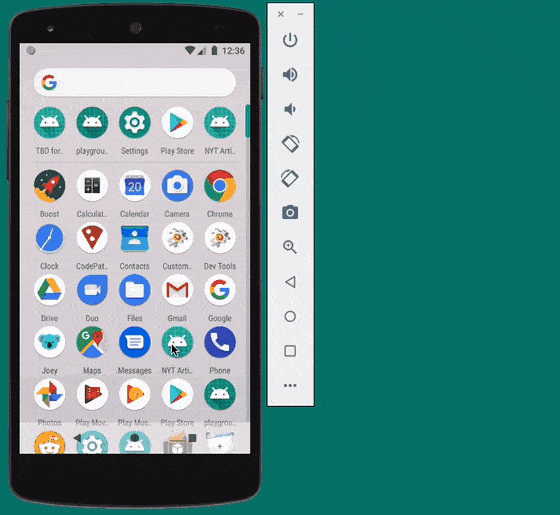 12:36
TBD for.. playgrou.. Settings Play Store NYT Arti..
Boost Calculat.. Calendar Camera Chrome
20
Clock CodePat.. Contacts Custom.. Dev Tools
Drive Duo Files Gmail Google
Joey Maps Messages NYT Arti.. Phone
Photos Play Mov.. Play Mus.. Play Store playgrou..